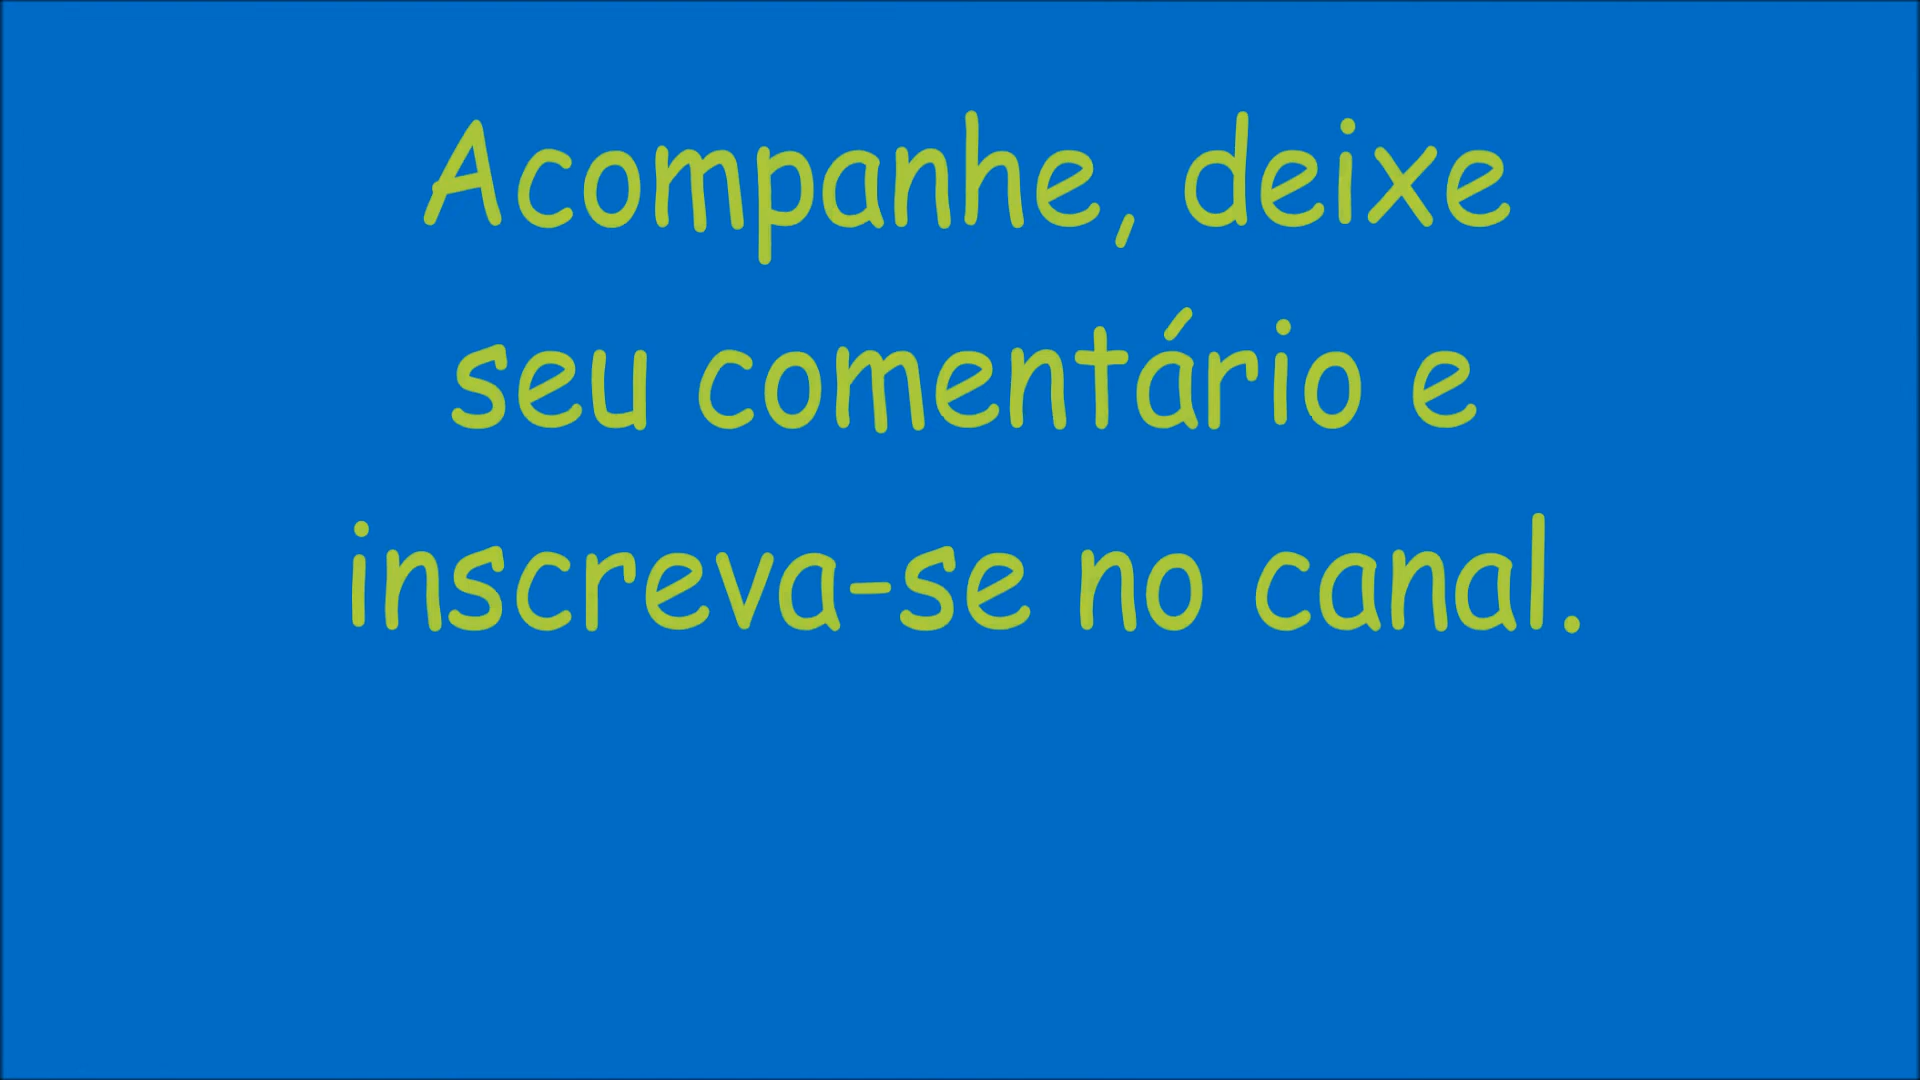 Acompanhe, deixe
seu comentário e
inscreva-se no canal.